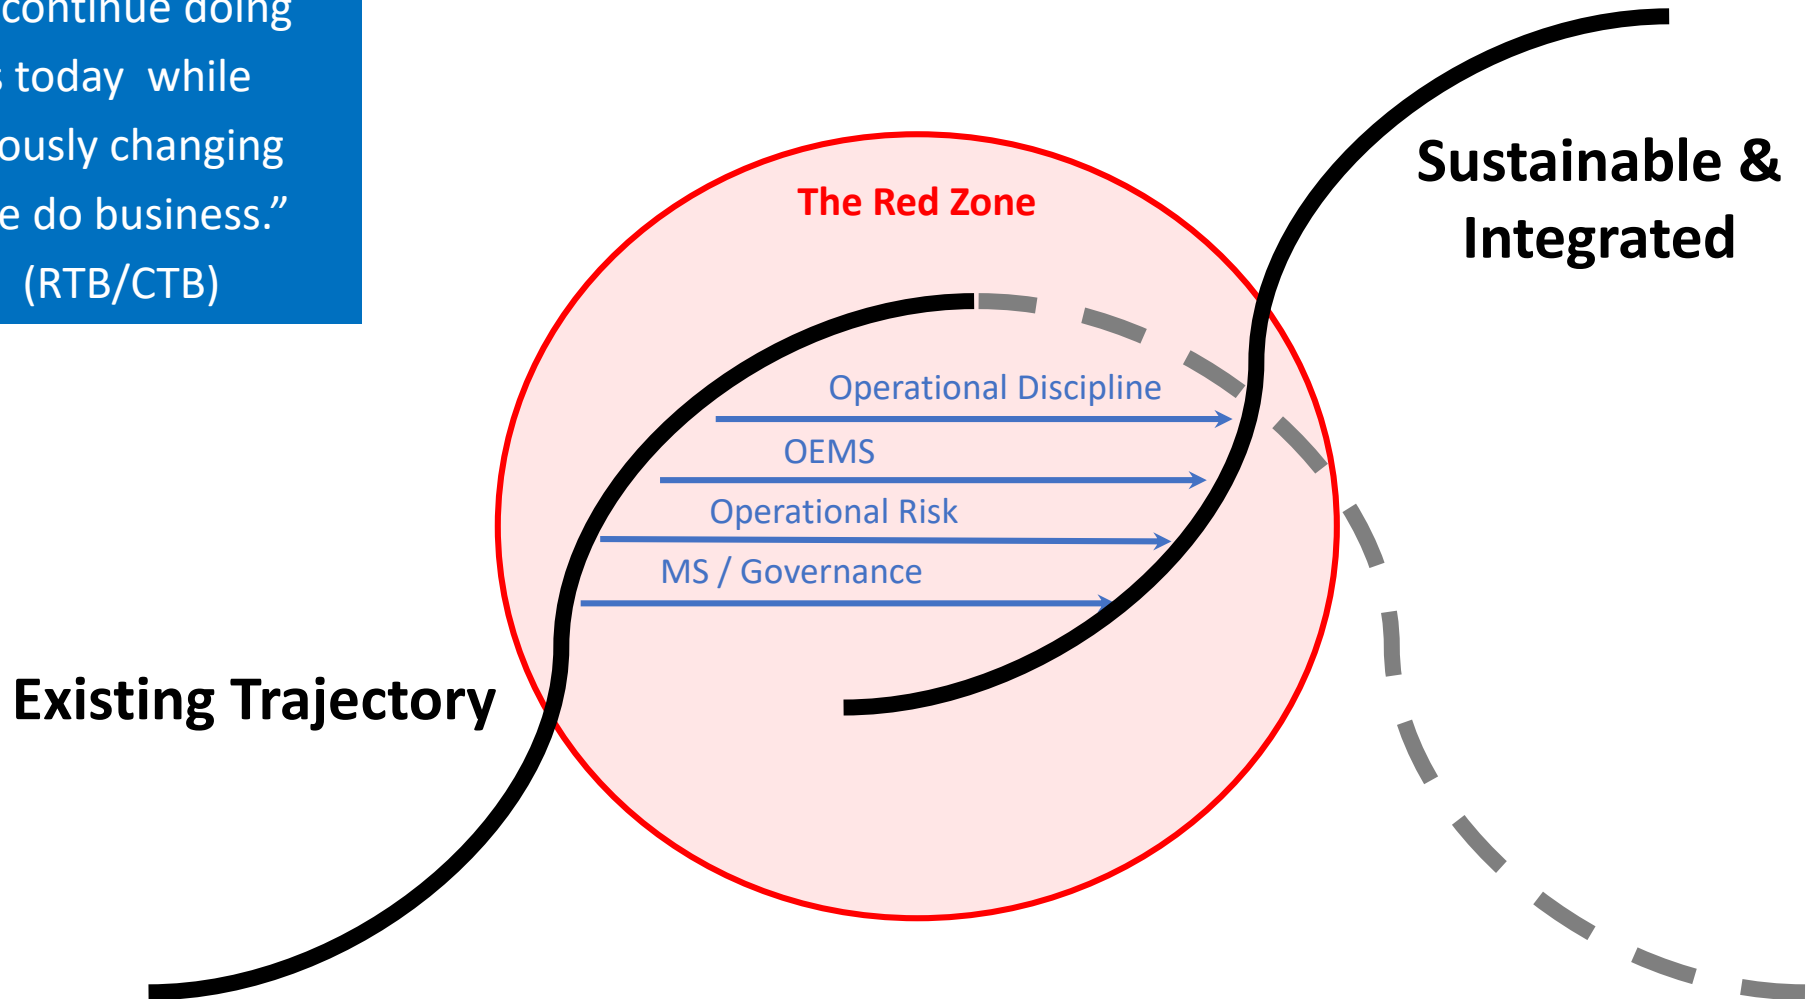 continue doing
today while
changing
do business.”
(RTB/CTB)
The Red Zone
Sustainable &
Integrated
Operational Discipline
OEMS
Operational Risk
MS / Governance
Existing Trajectory